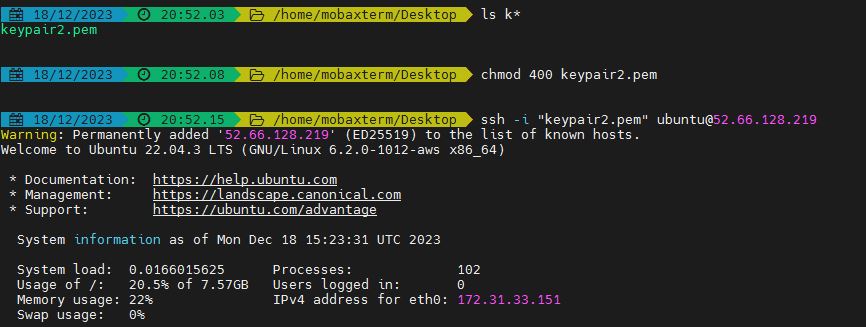 18/12/2023 20:52.03 /home/mobaxterm/Desktop ls k*
keypair2.pem
18/12/2023 20:52.08 /home/mobaxterm/Desktop chmod 400 keypair2.pem
18/12/2023 20:52.15 /home/mobaxterm/Desktop ssh -i "keypair2.pem" ubuntu@52.66.128.219
Warning: Permanently added '52.66.128.219' (ED25519) to the list of known hosts.
Welcome to Ubuntu 22.04.3 LTS (GNU/Linux 6.2.0-1012-aws x86_64)
* Documentation: https://help.ubuntu.com
* Management: https://landscape.canonical.com
* Support: https://ubuntu.com/advantage
System information as of Mon Dec 18 15:23:31 UTC 2023
System load: 0.0166015625 Processes: 102
Usage of /: 20.5% of 7.57GB Users logged in: 0
Memory usage: 22% IPv4 address for eth0: 172.31.33.151
Swap usage: 0%